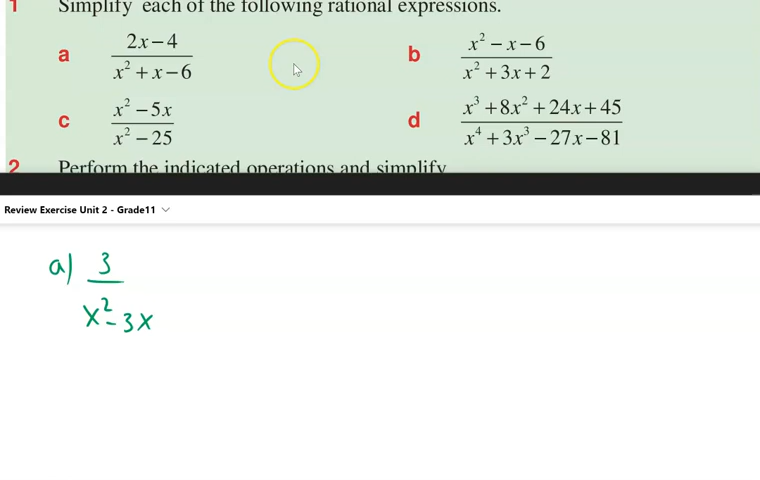 1 Simplify each of the following rational expressions.
a (2x − 4)/(x² + x − 6) b (x² − x − 6)/(x² + 3x + 2)
c (x² − 5x)/(x² − 25) d (x³ + 8x² + 24x + 45)/(x⁴ + 3x³ − 27x − 81)
2 Perform the indicated operations and simplify
Review Exercise Unit 2 - Grade11
a) 3/(x² − 3x)